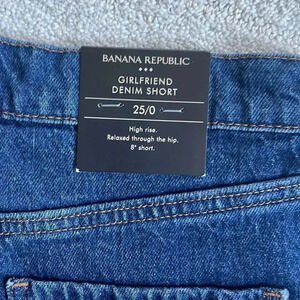 BANANA REPUBLIC
GIRLFRIEND
DENIM SHORT
25/0
High rise.
Relaxed through the hip.
8" short.